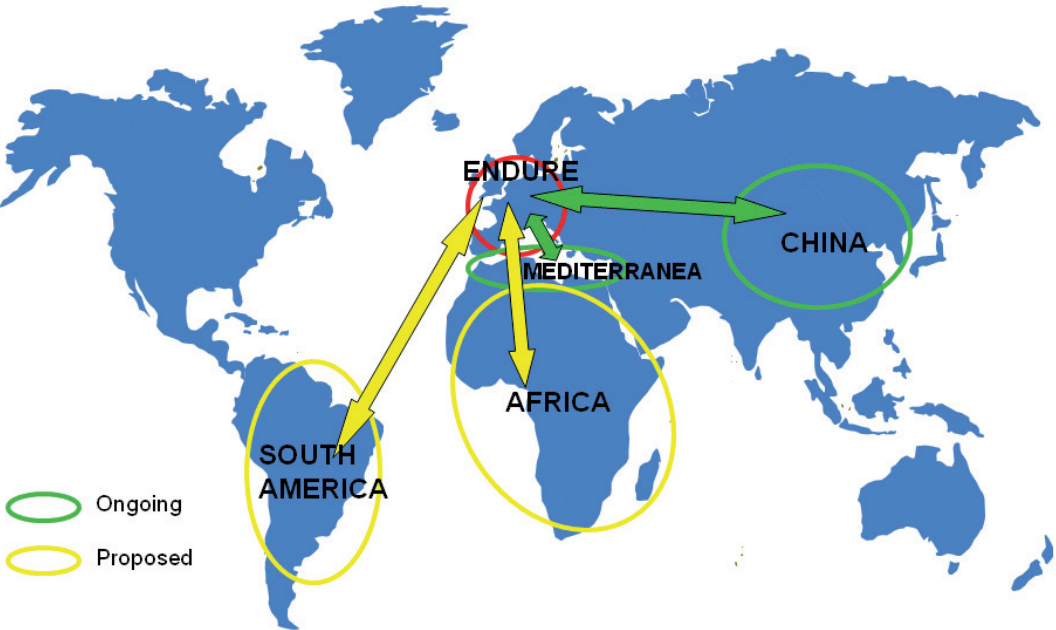 ENDURE
CHINA
MEDITERRANEA
AFRICA
SOUTH
AMERICA
Ongoing
Proposed